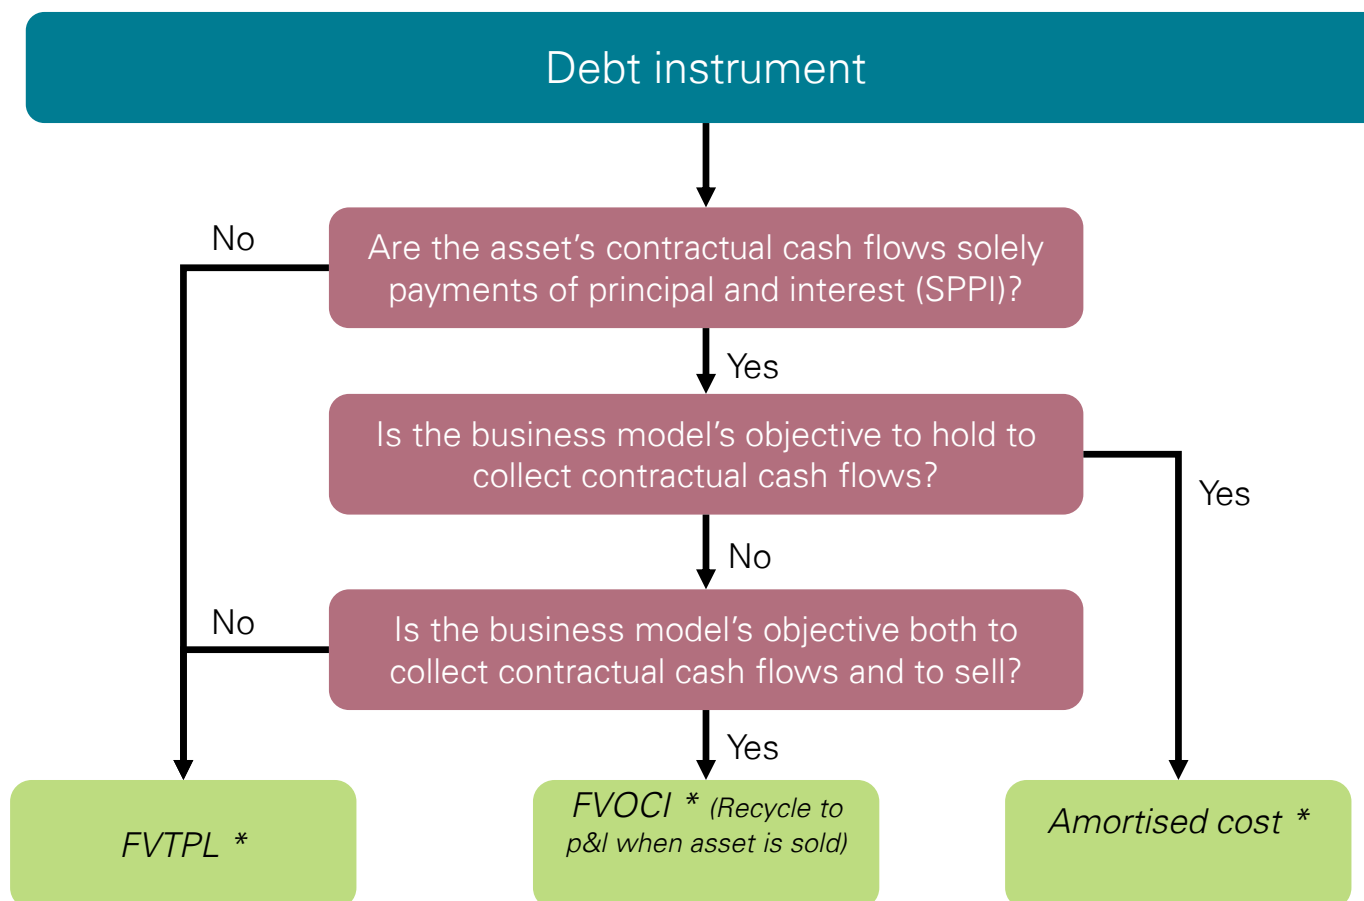 Debt instrument
No
Are the asset’s contractual cash flows solely
payments of principal and interest (SPPI)?
Yes
Is the business model’s objective to hold to
collect contractual cash flows?
Yes
No
No
Is the business model’s objective both to
collect contractual cash flows and to sell?
Yes
FVTPL *
FVOCI * (Recycle to
p&l when asset is sold)
Amortised cost *